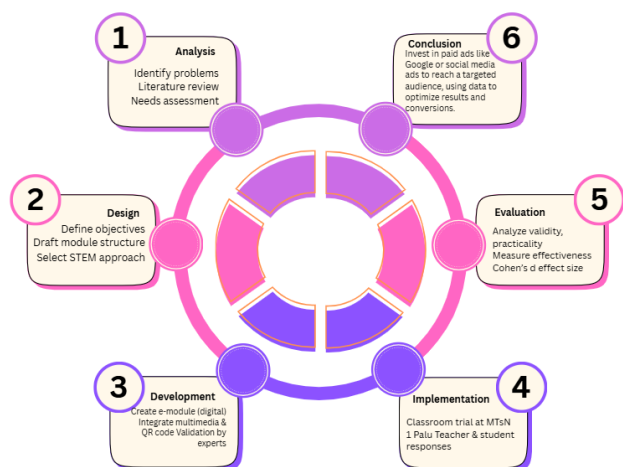 1
Analysis
Identify problems
Literature review
Needs assessment
2
Design
Define objectives
Draft module structure
Select STEM approach
3
Development
Create e-module (digital)
Integrate multimedia &
QR code Validation by
experts
4
Implementation
Classroom trial at MTsN
1 Palu Teacher & student
responses
5
Evaluation
Analyze validity,
practicality
Measure effectiveness
Cohen's d effect size
6
Conclusion
Invest in paid ads like
Google or social media
ads to reach a targeted
audience, using data to
optimize results and
conversions.